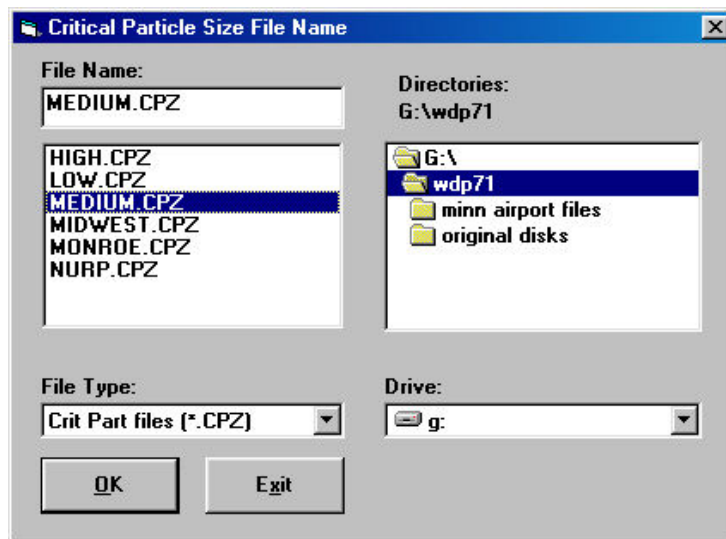 Critical Particle Size File Name
File Name:
MEDIUM.CPZ
HIGH.CPZ
LOW.CPZ
MEDIUM.CPZ
MIDWEST.CPZ
MONROE.CPZ
NURP.CPZ
Directories:
G:\wdp71
G:\
wdp71
minn airport files
original disks
File Type:
Crit Part files (*.CPZ)
Drive:
g:
OK
Exit